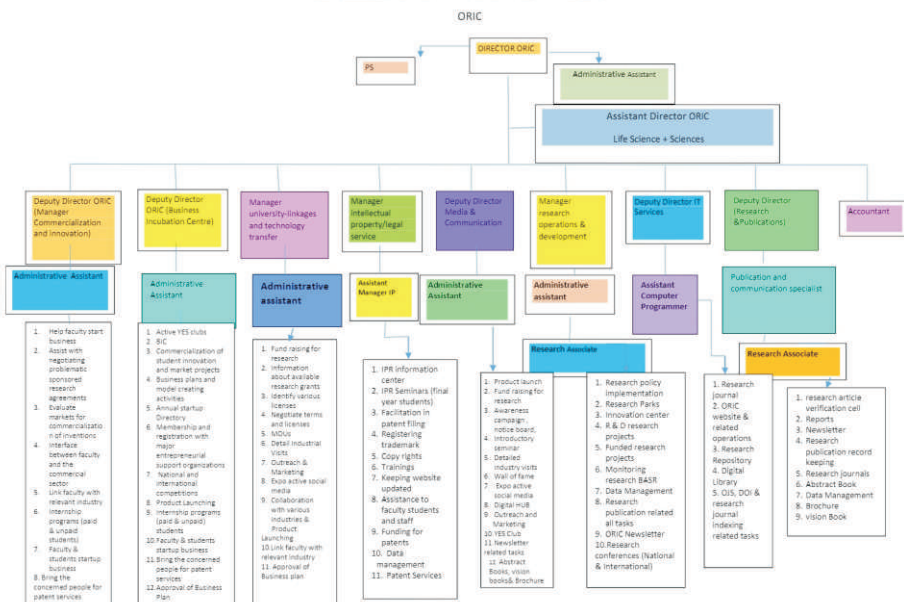 ORIC
DIRECTOR ORIC
PS
Administrative Assistant
Assistant Director ORIC
Life Science + Sciences
Deputy Director ORIC
(Manager
Commercialization
and innovation)
Deputy Director
ORIC (Business
Incubation Centre)
Manager
university-linkages
and technology
transfer
Manager
Intellectual
property/legal
service
Deputy Director
Media &
Communication
Manager
research
operations &
development
Deputy Director IT
Services
Deputy Director
(Research
&Publications)
Accountant
Administrative Assistant
Administrative
Assistant
Administrative
assistant
Assistant
Manager IP
Administrative
Assistant
Administrative
assistant
Assistant
Computer
Programmer
Publication and
communication specialist
Research Associate
Research Associate
1. Help faculty start
business
2. Assist with
negotiating
problematic
sponsored
research
agreements
3. Evaluate
markets for
commercializatio
n of inventions
4. Interface
between faculty
and the
commercial
sector
5. Link faculty with
relevant industry
6. Internship
programs (paid
& unpaid
students)
7. Faculty &
students startup
business
8. Bring the
concerned people for
patent services
1. Active YES clubs
2. BIC
3. Commercialization of
student innovation
and market projects
4. Business plans and
model creating
activities
5. Annual startup
Directory
6. Membership and
registration with
major
entrepreneurial
support organizations
7. National and
international
competitions
8. Product Launching
9. Internship programs
(paid & unpaid)
students
10. Faculty & students
startup business
11. Bring the concerned
people for patent
services
12. Approval of Business
Plan
1. Fund raising for
research
2. Information
about available
research grants
3. Identify various
licenses
4. Negotiate terms
and licenses
5. MOUs
6. Detail Industrial
Visits
7. Outreach &
Marketing
8. Expo active social
media
9. Collaboration
with various
industries &
Product
Launching
10. Link faculty with
relevant industry
11. Approval of
Business plan
1. IPR information
center
2. IPR Seminars (final
year students)
3. Facilitation in
patent filing
4. Registering
trademark
5. Copy rights
6. Trainings
7. Keeping website
updated
8. Assistance to
faculty students
and staff
9. Funding for
patents
10. Data
management
11. Patent Services
1. Product launch
2. Fund raising for
research
3. Awareness
campaign ,
notice board,
4. Introductory
seminar
5. Detailed
industry visits
6. Wall of fame
7. Expo active
social media
8. Digital HUB
9. Outreach and
Marketing
10. YES Club
11. Newsletter
related tasks
11. Abstract
Books, vision
books& Brochure
1. Research policy
implementation
2. Research Parks
3. Innovation center
4. R & D research
projects
5. Funded research
projects
6. Monitoring
research BASR
7. Data Management
8. Research
publication related
all tasks
9. ORIC Newsletter
10. Research
conferences (National
& International)
1. Research
journal
2. ORIC
website &
related
operations
3. Research
Repository
4. Digital
Library
5. OJS, DOI &
research
journal
indexing
related tasks
1. research article
verification cell
2. Reports
3. Newsletter
4. Research
publication record
keeping
5. Research journals
6. Abstract Book
7. Data Management
8. Brochure
9. vision Book